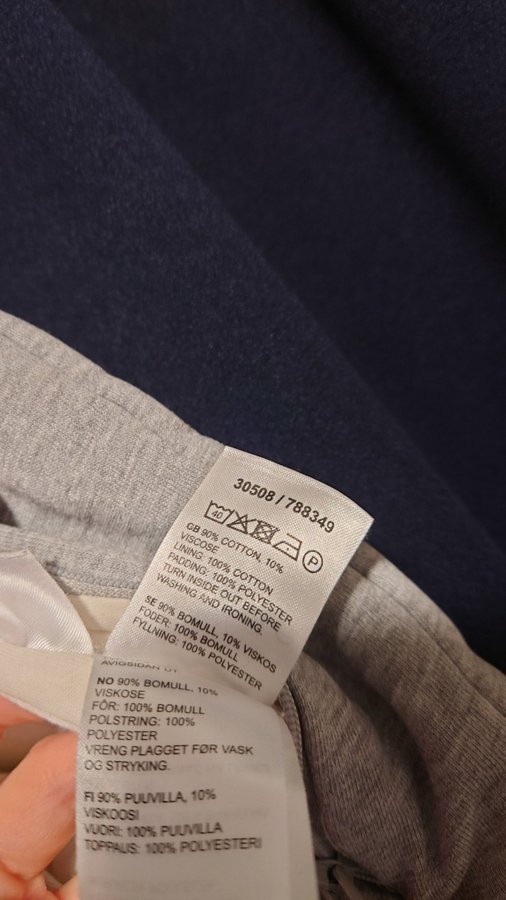 30508 / 788349
40 P
GB 90% COTTON, 10%
VISCOSE
LINING: 100% COTTON
PADDING: 100% POLYESTER
TURN INSIDE OUT BEFORE
WASHING AND IRONING.
SE 90% BOMULL, 10% VISKOS
FODER: 100% BOMULL
FYLLNING: 100% POLYESTER
AVIGSIDAN UT
NO 90% BOMULL, 10%
VISKOSE
FÔR: 100% BOMULL
POLSTRING: 100%
POLYESTER
VRENG PLAGGET FØR VASK
OG STRYKING.
FI 90% PUUVILLA, 10%
VISKOOSI
VUORI: 100% PUUVILLA
TOPPAUS: 100% POLYESTERI